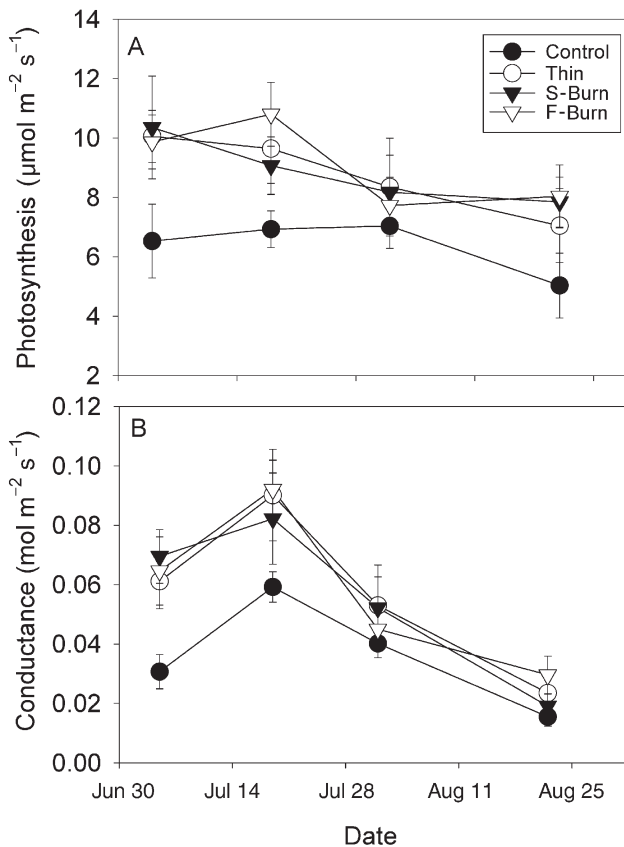 14
12
10
8
6
4
2
Photosynthesis (μmol m⁻² s⁻¹)
A
Control
Thin
S-Burn
F-Burn
0.12
0.10
0.08
0.06
0.04
0.02
0.00
Conductance (mol m⁻² s⁻¹)
B
Jun 30 Jul 14 Jul 28 Aug 11 Aug 25
Date